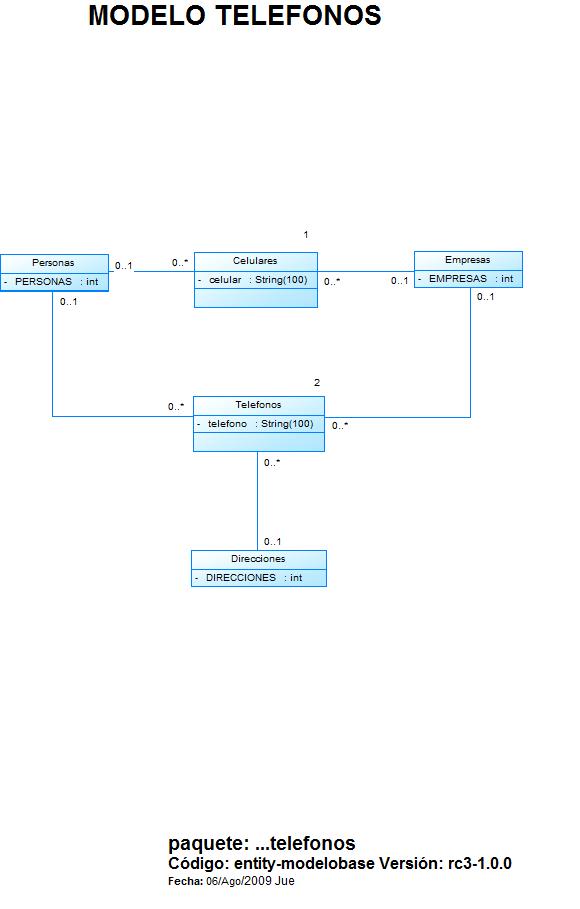 MODELO TELEFONOS
1
Personas
- PERSONAS : int
0..1
0..*
Celulares
- celular : String(100)
0..*
0..1
Empresas
- EMPRESAS : int
0..1
0..1
2
0..*
Telefonos
- telefono : String(100)
0..*
0..*
0..1
Direcciones
- DIRECCIONES : int
paquete: ...telefonos
Código: entity-modelobase Versión: rc3-1.0.0
Fecha: 06/Ago/2009 Jue